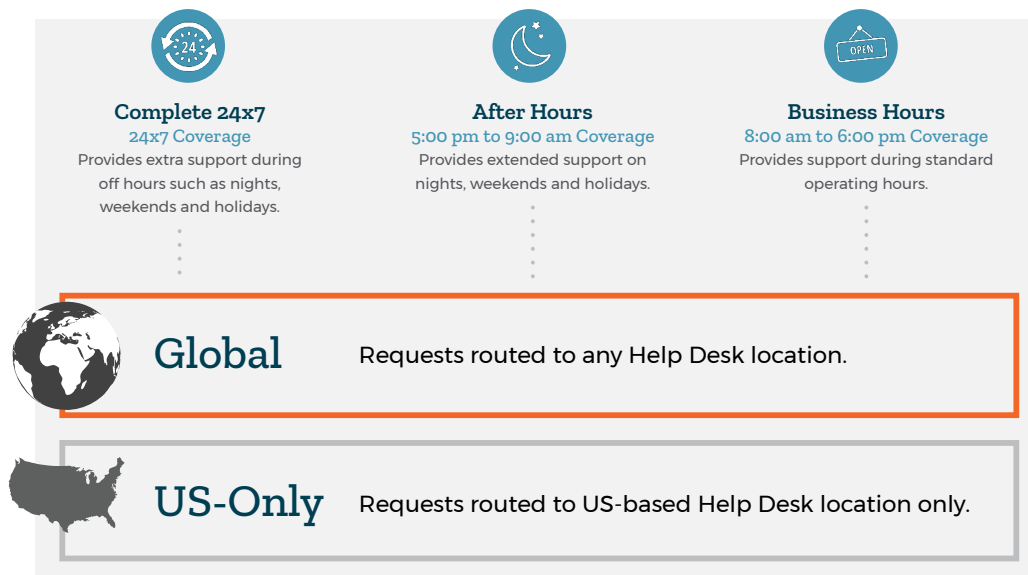 24
OPEN
Complete 24x7
24x7 Coverage
Provides extra support during
off hours such as nights,
weekends and holidays.
After Hours
5:00 pm to 9:00 am Coverage
Provides extended support on
nights, weekends and holidays.
Business Hours
8:00 am to 6:00 pm Coverage
Provides support during standard
operating hours.
Global
Requests routed to any Help Desk location.
US-Only
Requests routed to US-based Help Desk location only.